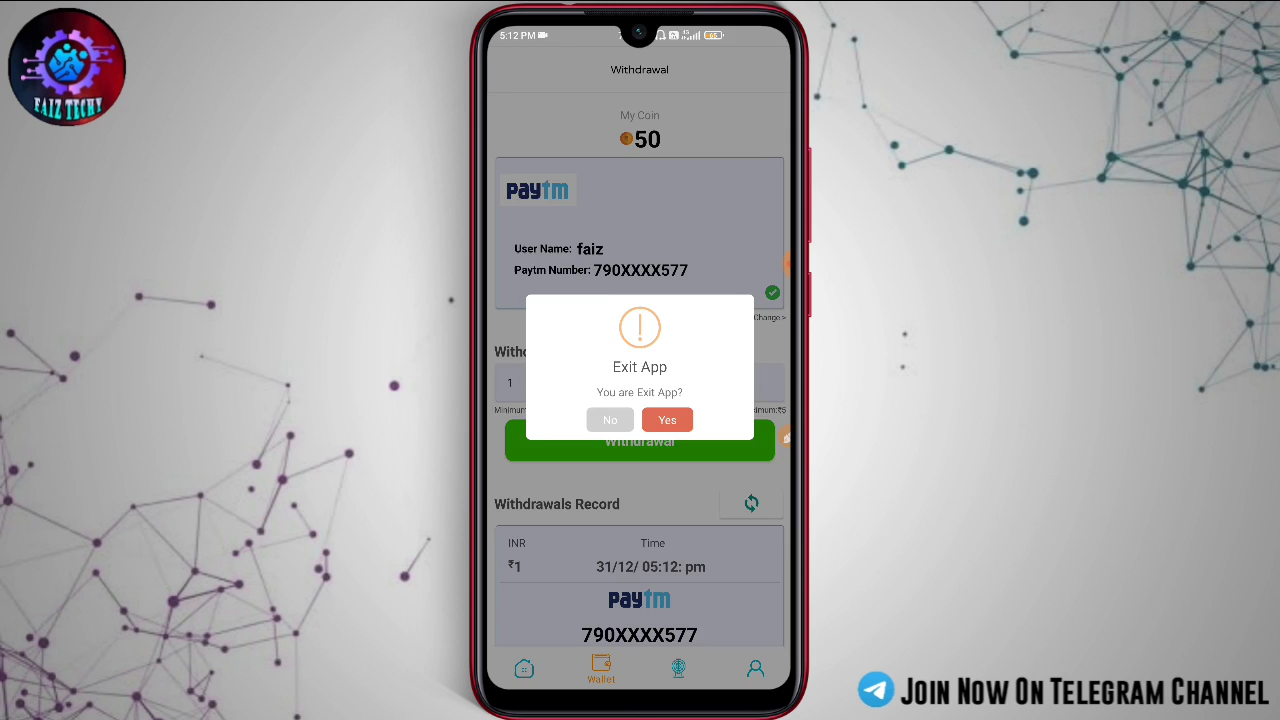 FAIZ TECHY
5:12 PM
65
Withdrawal
My Coin
50
paytm
User Name: faiz
Paytm Number: 790XXXX577
Change >
Exit App
You are Exit App?
No
Yes
1
Minimum
₹5
Withdrawal
Withdrawals Record
INR
Time
₹1
31/12/ 05:12: pm
paytm
790XXXX577
Wallet
JOIN NOW ON TELEGRAM CHANNEL